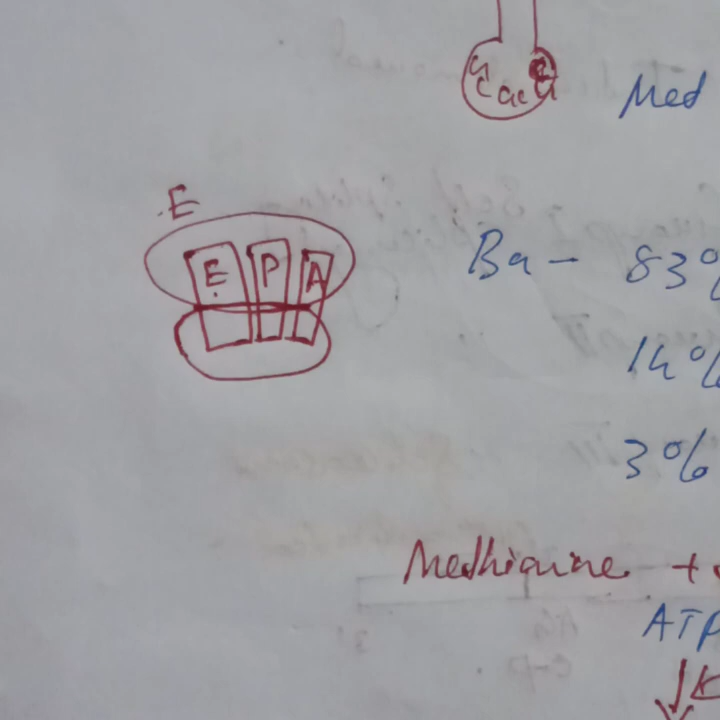 Med
E
E P A
Ba - 83%
14%
3%
Methionine +
ATP